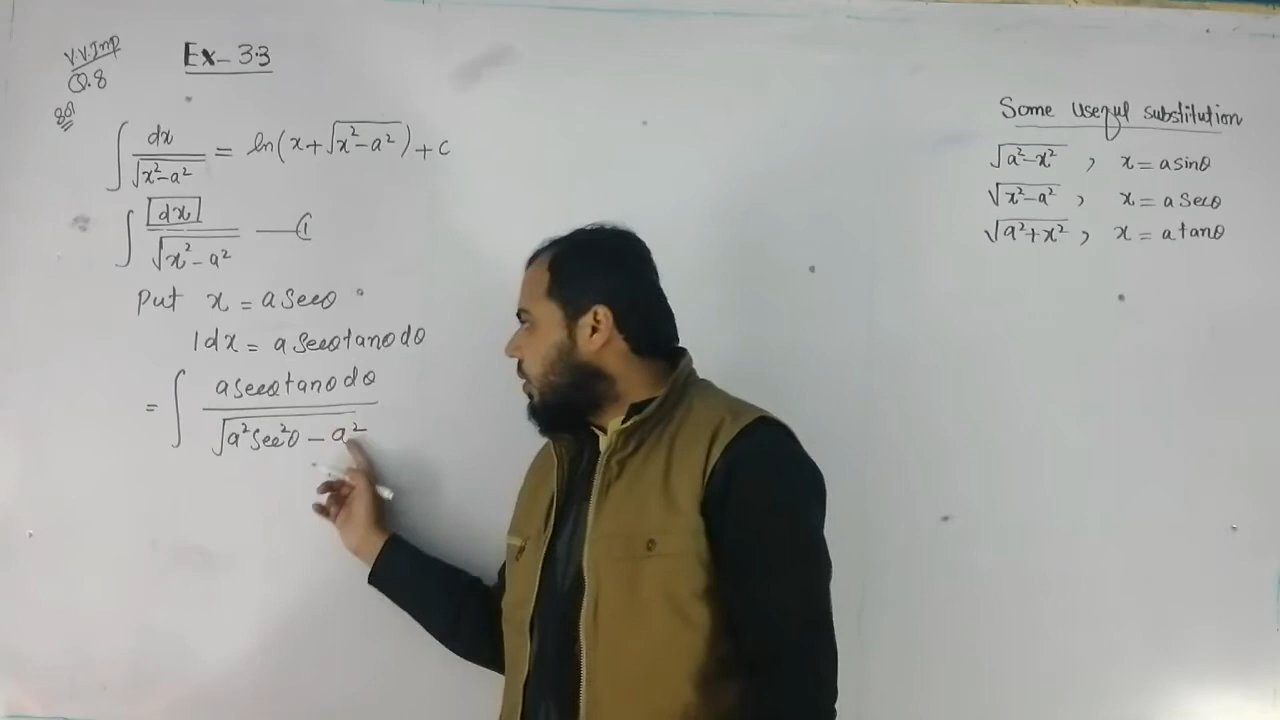 V.V.Imp
Q.8
Ex-3.3
Sol
∫ dx/√(x²-a²) = ln(x+√(x²-a²))+c
∫ dx/√(x²-a²) —①
Put x = a secθ
1dx = a secθ tanθ dθ
= ∫ a secθ tanθ dθ/√(a²sec²θ - a²)
Some useful substitution
√(a²-x²) , x = a sinθ
√(x²-a²) , x = a secθ
√(a²+x²) , x = a tanθ